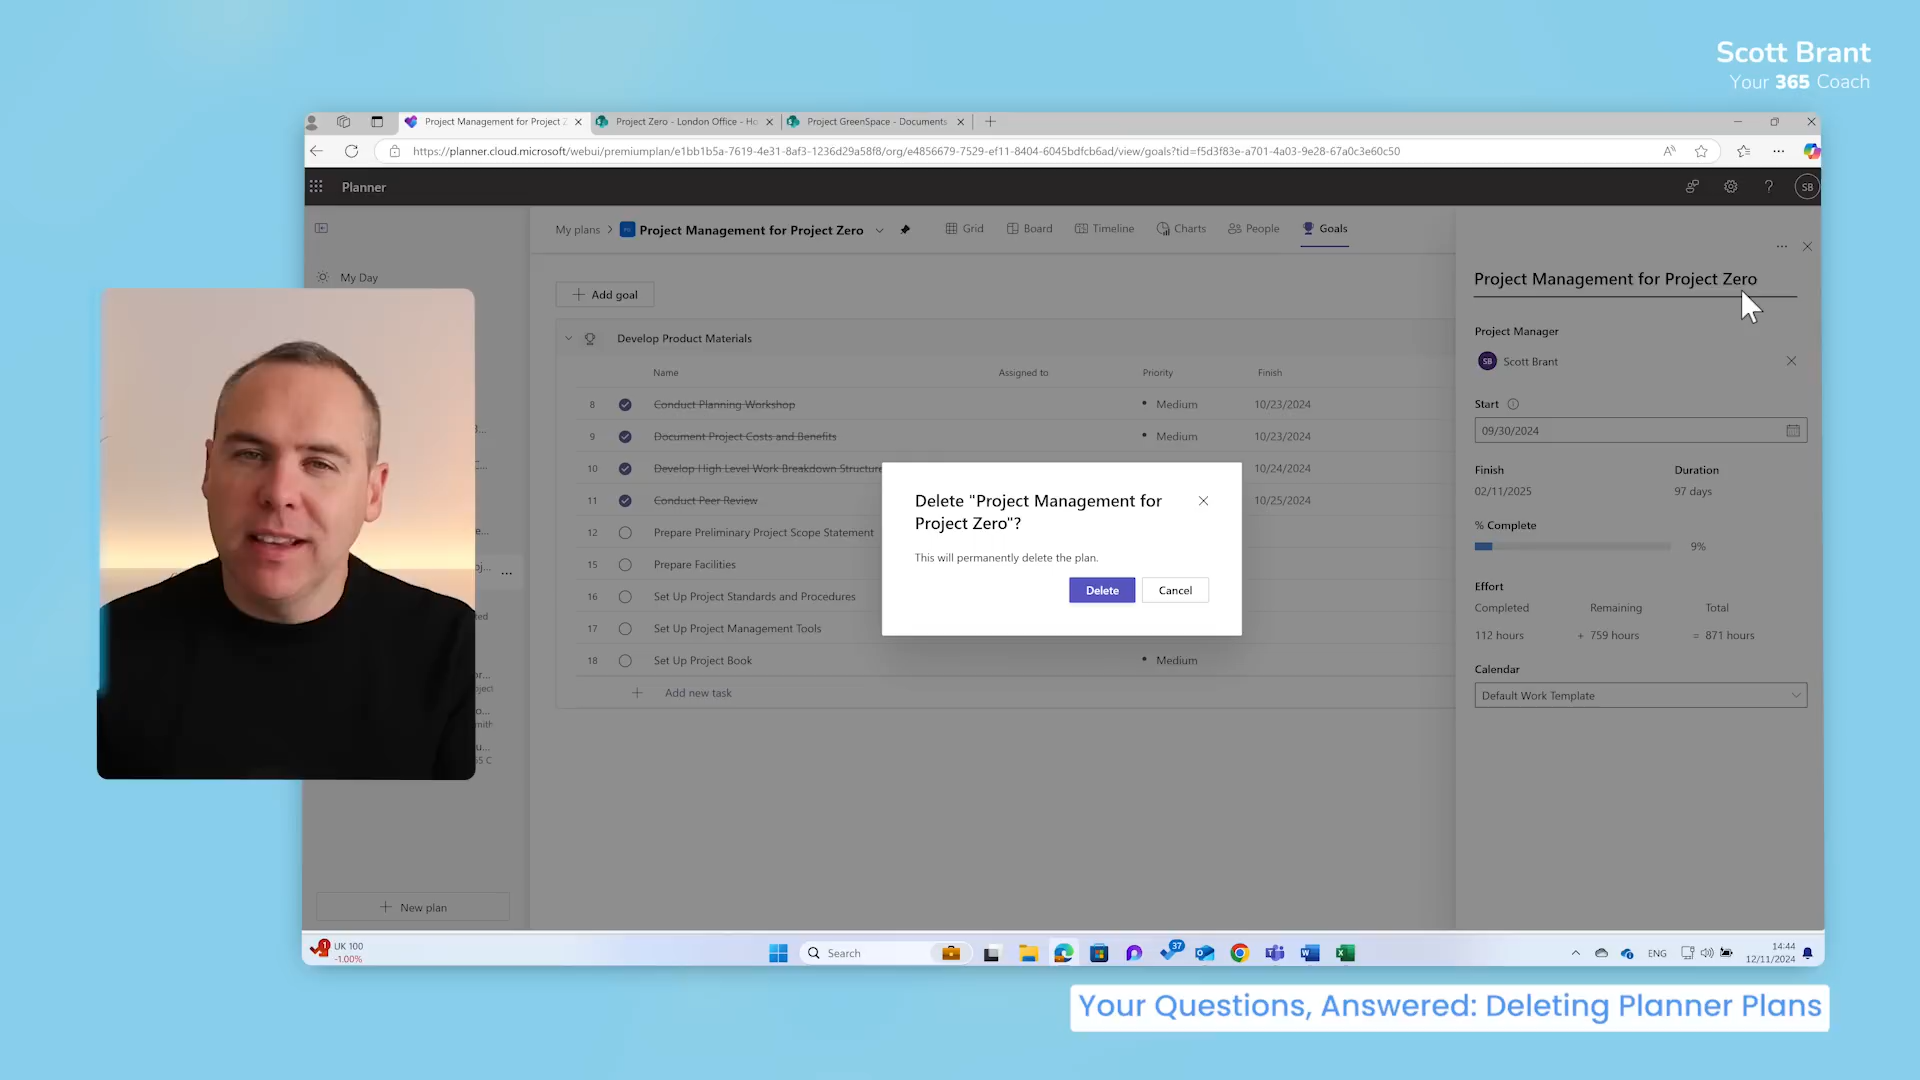 Scott Brant
Your 365 Coach
Project Management for Project Z
Project Zero - London Office - Ho
Project GreenSpace - Documents
https://planner.cloud.microsoft/webui/premiumplan/e1bb1b5a-7619-4e31-8af3-1236d29a58f8/org/e4856679-7529-ef11-8404-6045bdfcb6ad/view/goals?tid=f5d3f83e-a701-4a03-9e28-67a0c3e60c50
Planner
SB
My plans
Project Management for Project Zero
Grid
Board
Timeline
Charts
People
Goals
My Day
Add goal
Develop Product Materials
Name
Assigned to
Priority
Finish
8 Conduct Planning Workshop Medium 10/23/2024
9 Document Project Costs and Benefits Medium 10/23/2024
10 Develop High Level Work Breakdown Structure 10/24/2024
11 Conduct Peer Review 10/25/2024
12 Prepare Preliminary Project Scope Statement
15 Prepare Facilities
16 Set Up Project Standards and Procedures
17 Set Up Project Management Tools
18 Set Up Project Book Medium
Add new task
Delete "Project Management for
Project Zero"?
This will permanently delete the plan.
Delete
Cancel
Project Management for Project Zero
Project Manager
SB Scott Brant
Start
09/30/2024
Finish
Duration
02/11/2025
97 days
% Complete
9%
Effort
Completed
Remaining
Total
112 hours + 759 hours = 871 hours
Calendar
Default Work Template
New plan
UK 100
-1.00%
Search
37
ENG
14:44
12/11/2024
Your Questions, Answered: Deleting Planner Plans